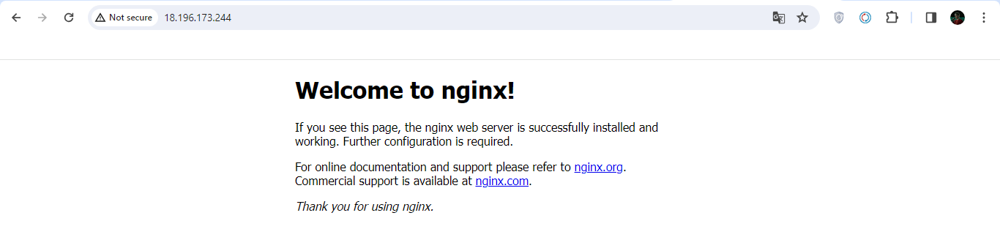 Not secure
18.196.173.244
Welcome to nginx!
If you see this page, the nginx web server is successfully installed and
working. Further configuration is required.
For online documentation and support please refer to nginx.org.
Commercial support is available at nginx.com.
Thank you for using nginx.